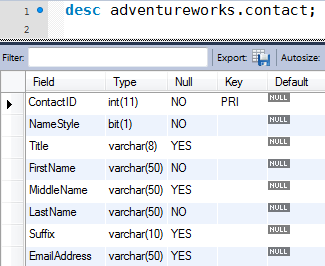 1 desc adventureworks.contact;
2
Filter: Export: Autosize:
Field Type Null Key Default
ContactID int(11) NO PRI NULL
NameStyle bit(1) NO NULL
Title varchar(8) YES NULL
FirstName varchar(50) NO NULL
MiddleName varchar(50) YES NULL
LastName varchar(50) NO NULL
Suffix varchar(10) YES NULL
EmailAddress varchar(50) YES NULL